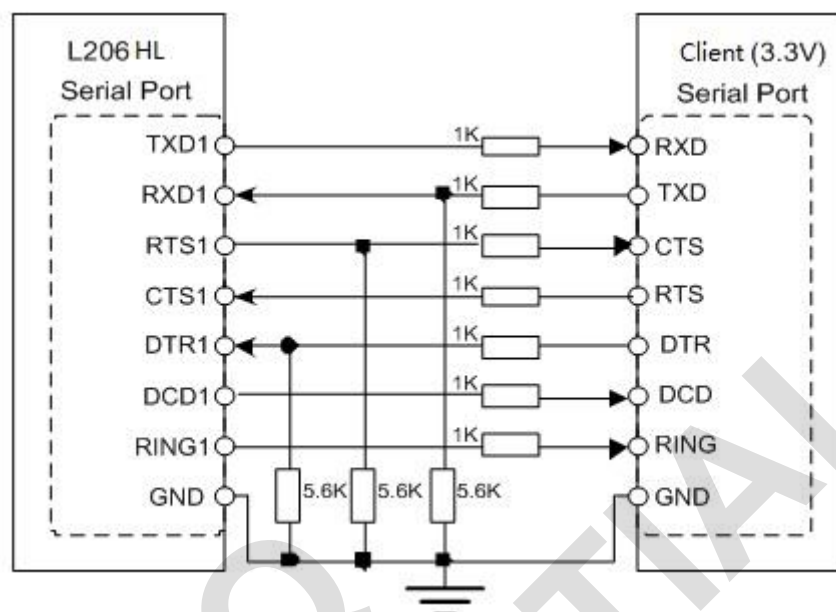 L206 HL
Serial Port
Client (3.3V)
Serial Port
TXD1
1K
RXD
RXD1
1K
TXD
RTS1
1K
CTS
CTS1
1K
RTS
DTR1
1K
DTR
DCD1
1K
DCD
RING1
1K
RING
GND
5.6K
5.6K
5.6K
GND